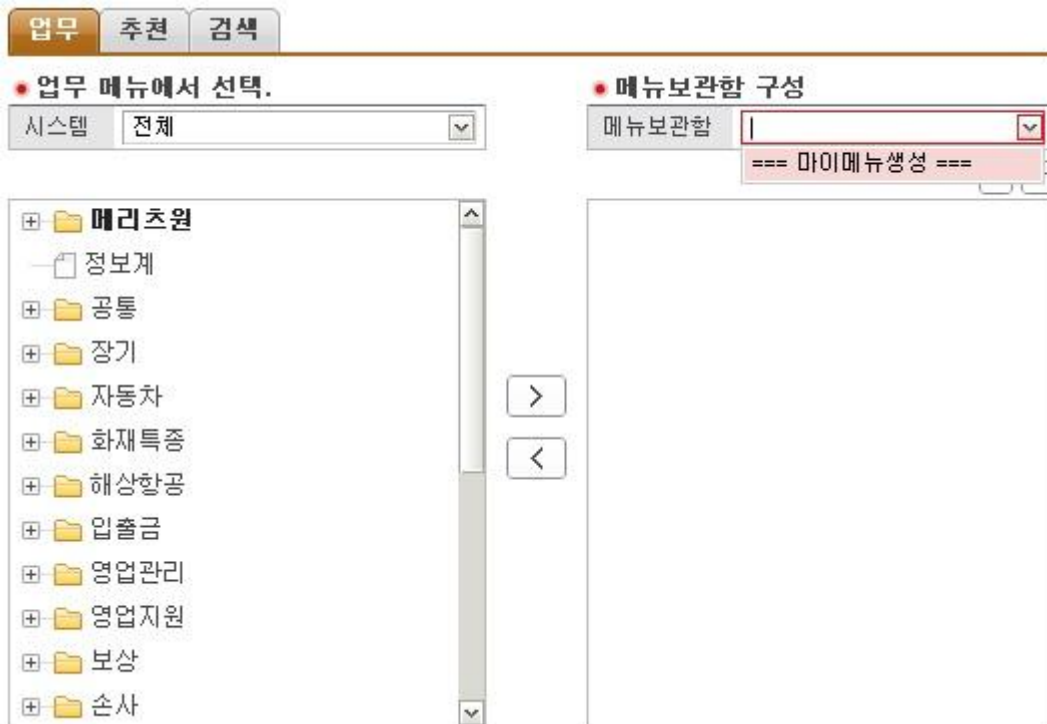 업무 추천 검색
업무 메뉴에서 선택.
시스템 전체
메뉴보관함 구성
메뉴보관함
=== 마이메뉴생성 ===
메리츠원
정보계
공통
장기
자동차
화재특종
해상항공
입출금
영업관리
영업지원
보상
손사